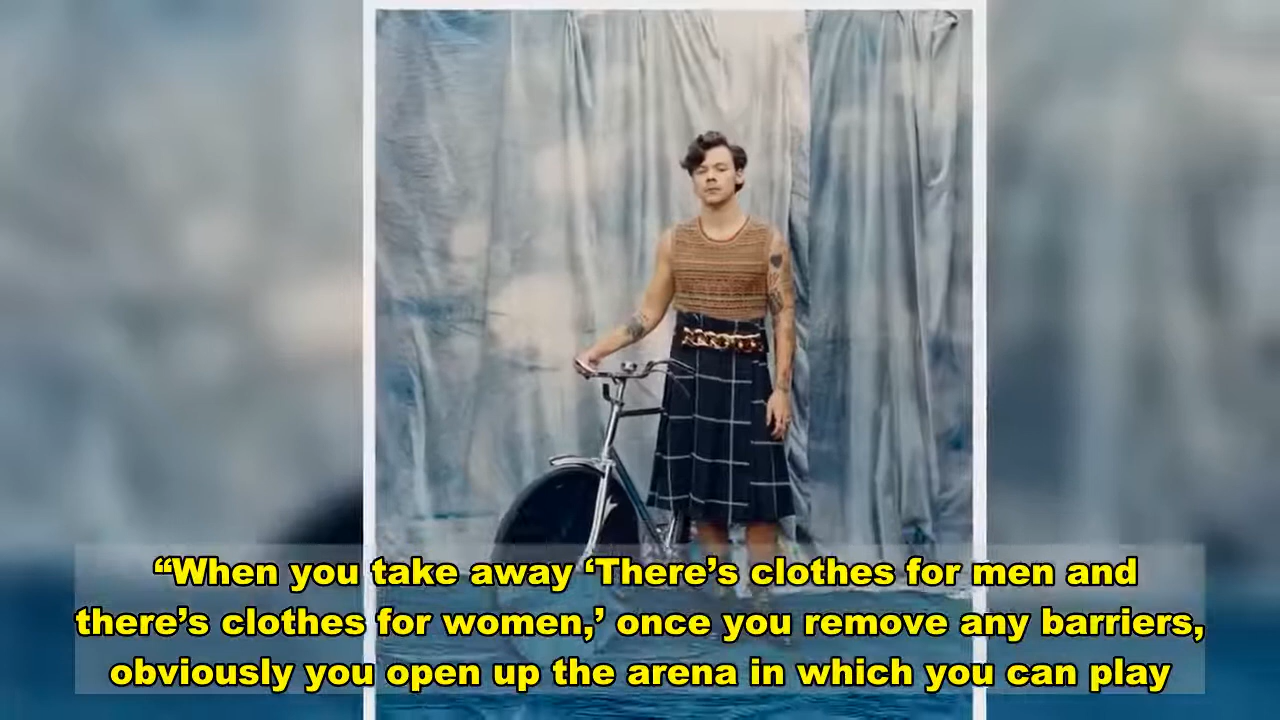 “When you take away ‘There’s clothes for men and
there’s clothes for women,’ once you remove any barriers,
obviously you open up the arena in which you can play